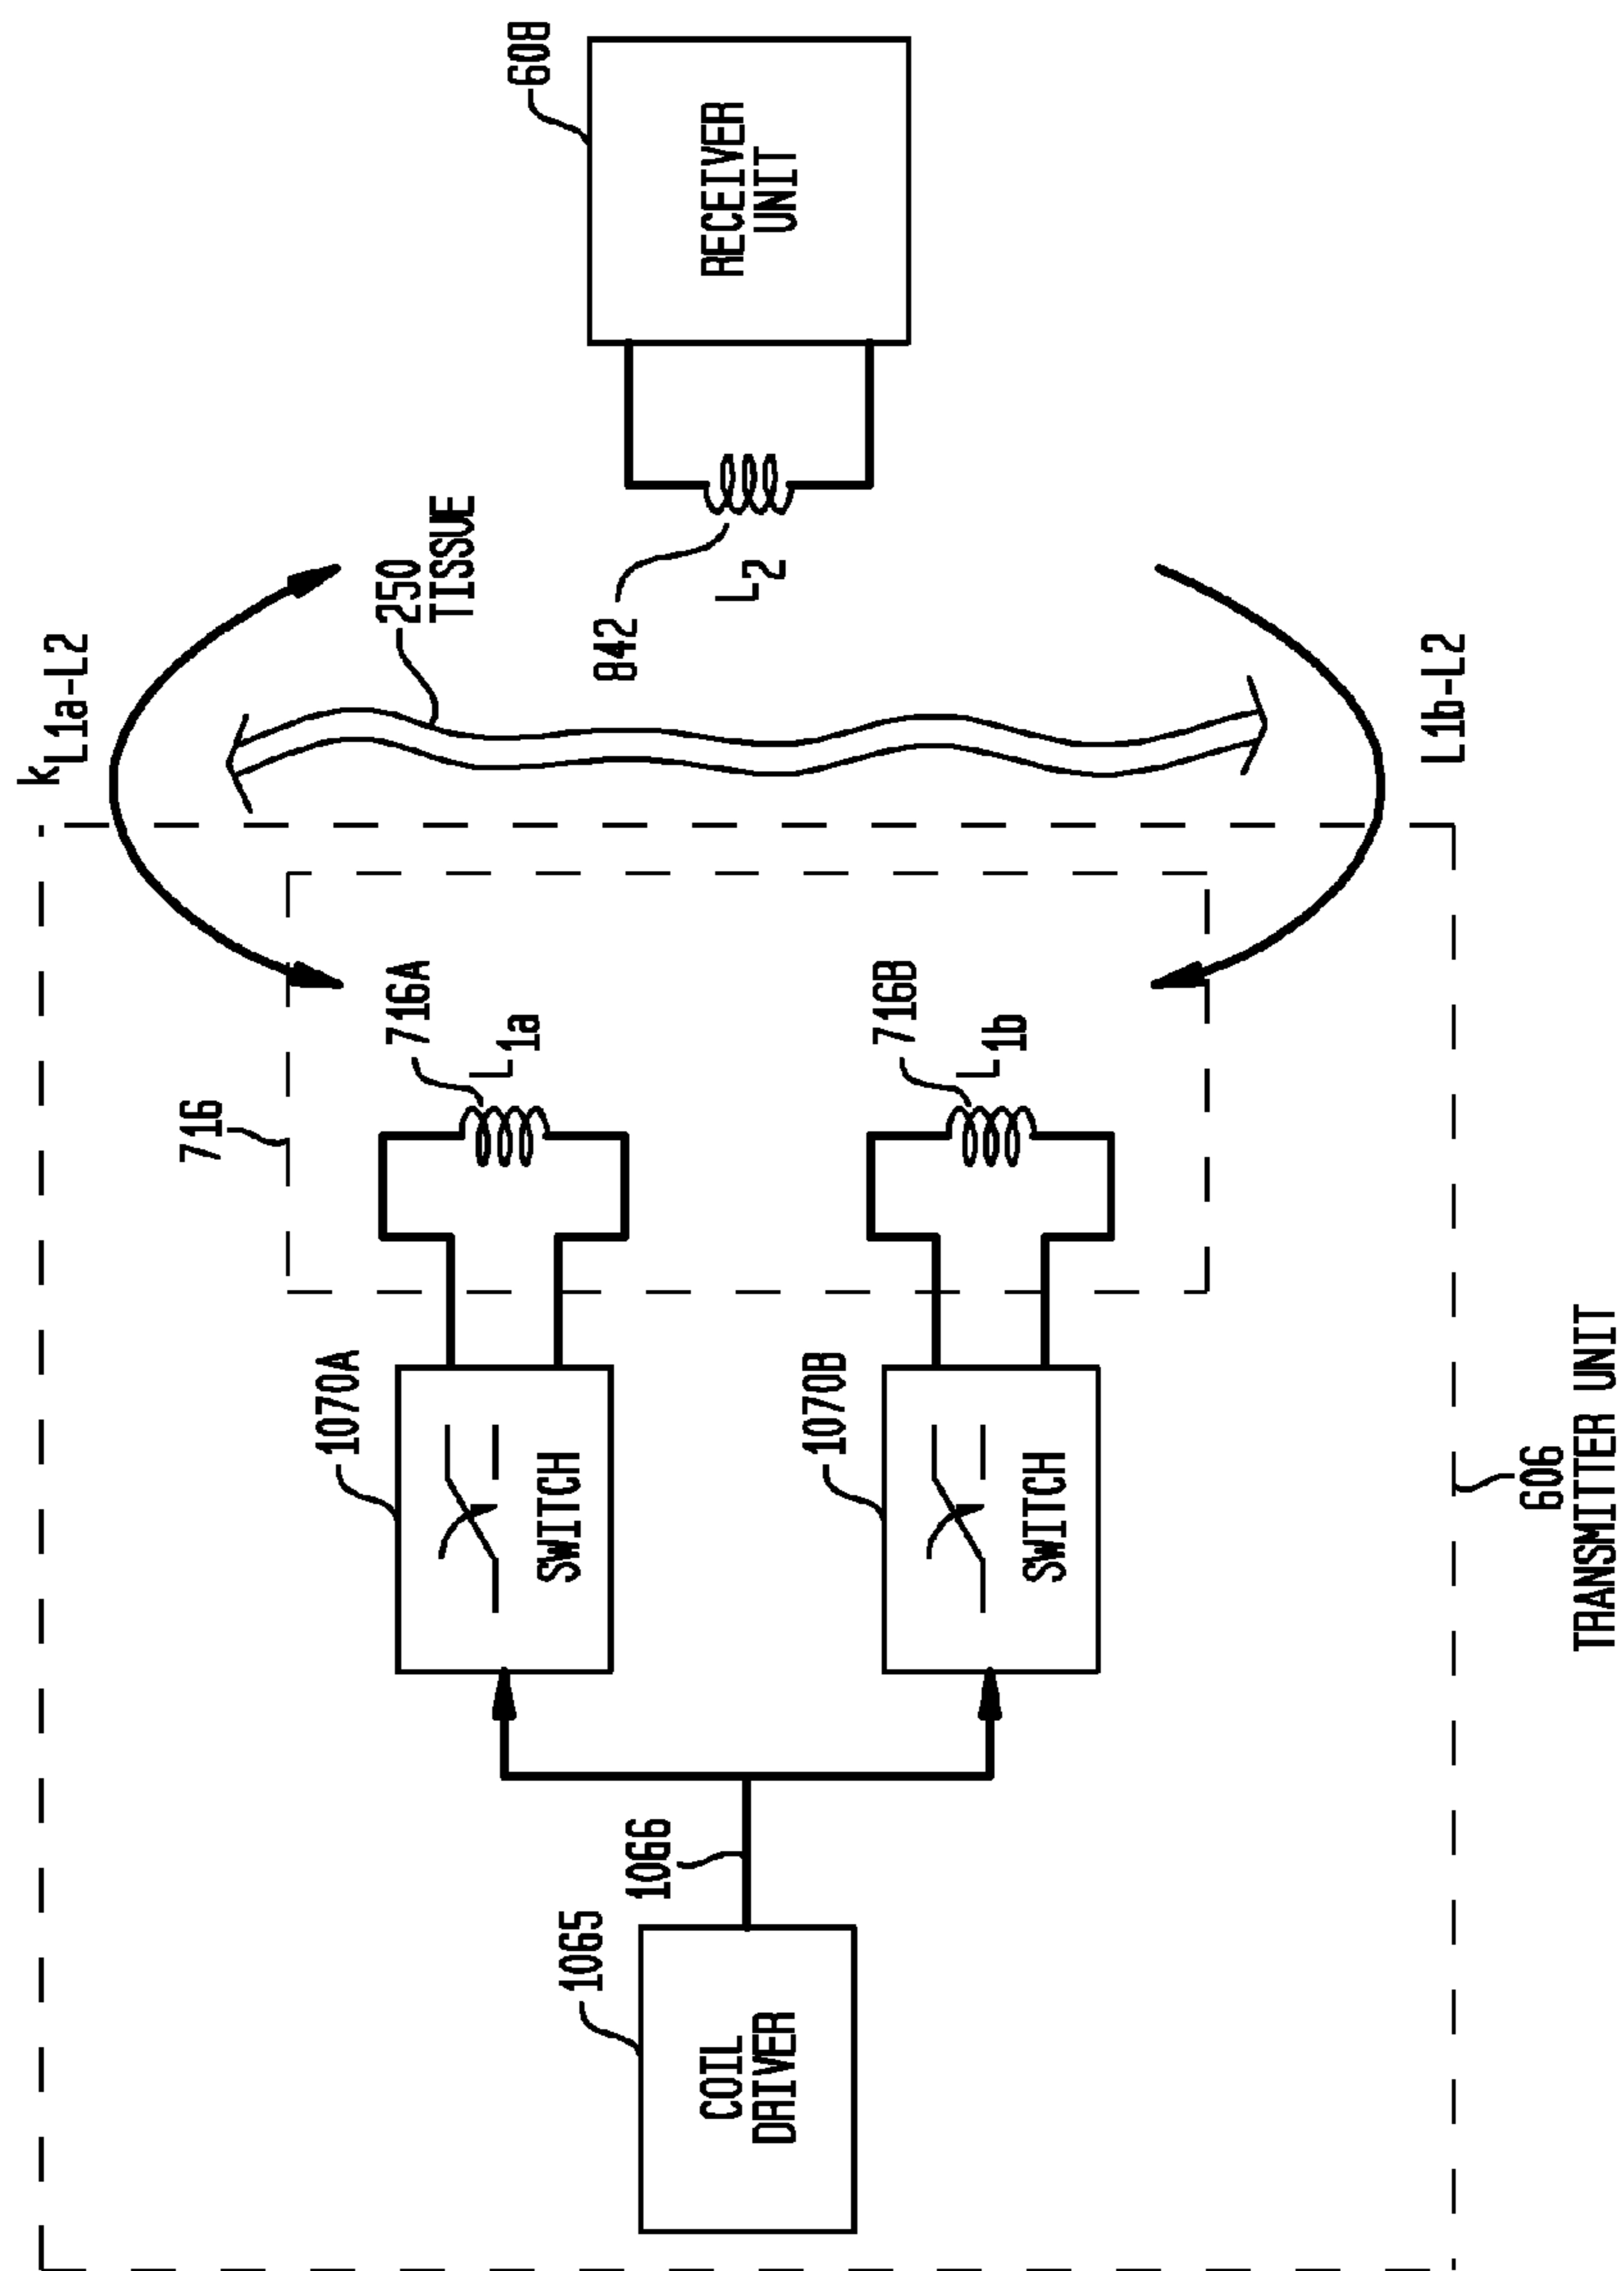 k L1a-L2
716
716A
L1a
1070A
SWITCH
250
TISSUE
608
RECEIVER
UNIT
842
L2
1065
COIL
DRIVER
1066
716B
L1b
1070B
SWITCH
L1b-L2
606
TRANSMITTER UNIT